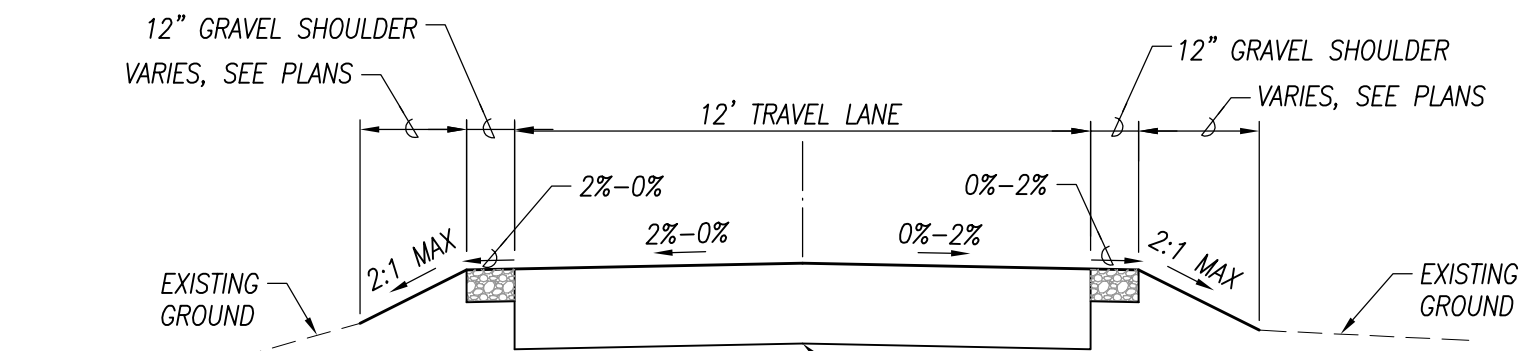 12" GRAVEL SHOULDER
VARIES, SEE PLANS
12" GRAVEL SHOULDER
VARIES, SEE PLANS
12' TRAVEL LANE
2%-0%
0%-2%
2%-0%
0%-2%
2:1 MAX
2:1 MAX
EXISTING
GROUND
EXISTING
GROUND